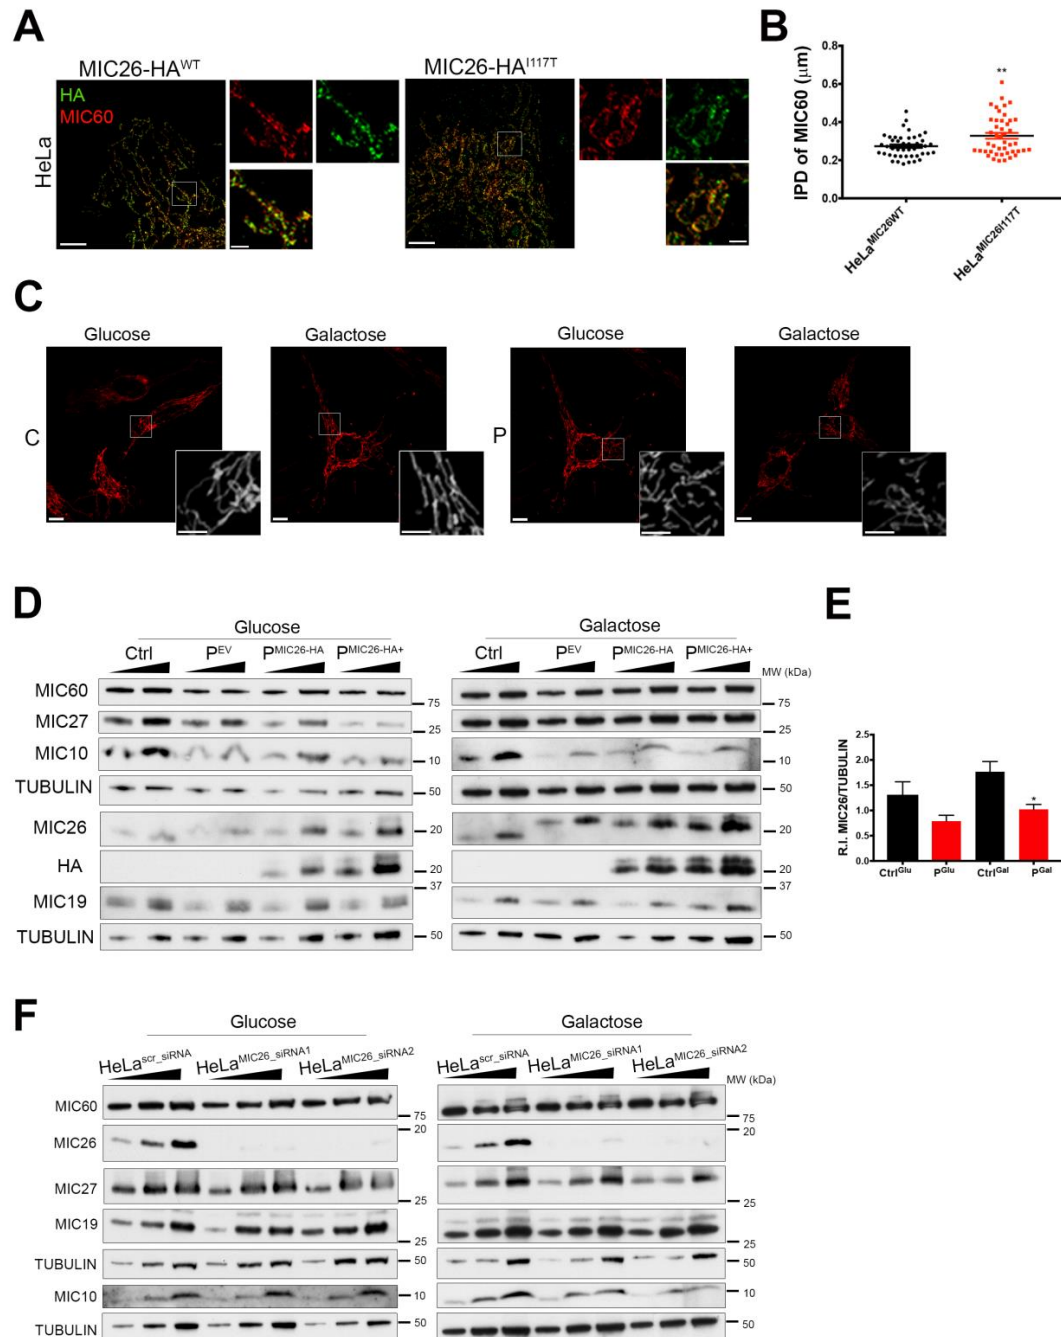 A
MIC26-HA^WT
MIC26-HA^I117T
HA
MIC60
HeLa
B
IPD of MIC60 (μm)
0.8
0.6
0.4
0.2
0.0
**
HeLa^MIC26WT
HeLa^MIC26I117T
C
Glucose
Galactose
Glucose
Galactose
C
P
D
Glucose
Galactose
Ctrl
P^EV
P^MIC26-HA
P^MIC26-HA+
Ctrl
P^EV
P^MIC26-HA
P^MIC26-HA+
MW (kDa)
MIC60
75
75
MIC27
25
25
MIC10
10
10
TUBULIN
50
50
MIC26
20
20
HA
20
20
37
37
MIC19
TUBULIN
50
50
E
R.I. MIC26/TUBULIN
2.5
2.0
1.5
1.0
0.5
0.0
*
Ctrl^Glu
P^Glu
Ctrl^Gal
P^Gal
F
Glucose
Galactose
HeLa^scr_siRNA
HeLa^MIC26_siRNA1
HeLa^MIC26_siRNA2
HeLa^scr_siRNA
HeLa^MIC26_siRNA1
HeLa^MIC26_siRNA2
MW (kDa)
MIC60
75
75
20
20
MIC26
MIC27
25
25
MIC19
25
25
TUBULIN
50
50
MIC10
10
10
TUBULIN
50
50